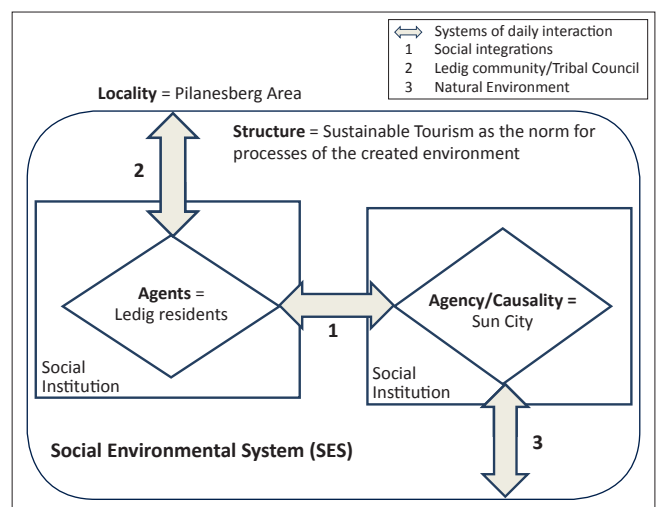 Systems of daily interaction
1 Social integrations
2 Ledig community/Tribal Council
3 Natural Environment
Locality = Pilanesberg Area
Structure = Sustainable Tourism as the norm for
processes of the created environment
2
Agents =
Ledig residents
1
Agency/Causality =
Sun City
Social
Institution
Social
Institution
Social Environmental System (SES)
3